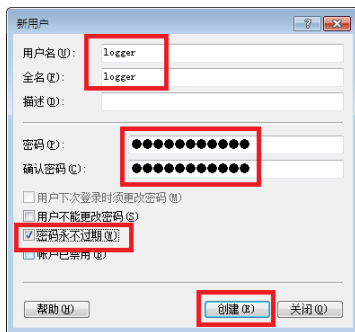 新用户
用户名(U): logger
全名(F): logger
描述(D):
密码(P): ●●●●●●●●●●●
确认密码(C): ●●●●●●●●●●●
用户下次登录时须更改密码(M)
用户不能更改密码(S)
密码永不过期(W)
帐户已禁用(B)
帮助(H) 创建(E) 关闭(O)